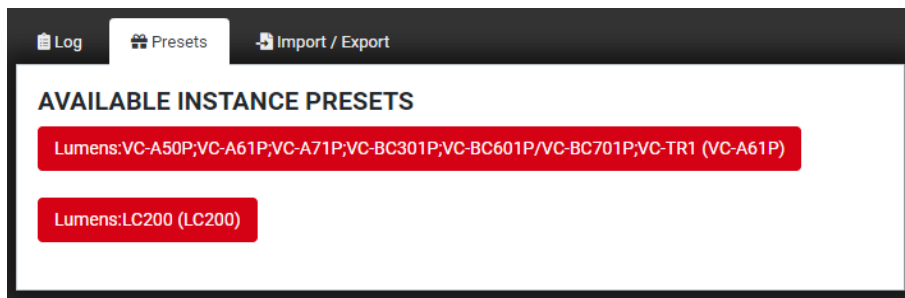 Log Presets Import / Export
AVAILABLE INSTANCE PRESETS
Lumens:VC-A50P;VC-A61P;VC-A71P;VC-BC301P;VC-BC601P/VC-BC701P;VC-TR1 (VC-A61P)
Lumens:LC200 (LC200)